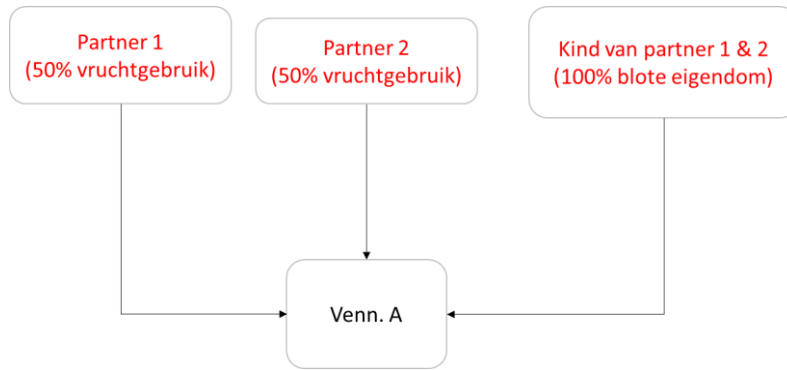 Partner 1
(50% vruchtgebruik)
Partner 2
(50% vruchtgebruik)
Kind van partner 1 & 2
(100% blote eigendom)
Venn. A